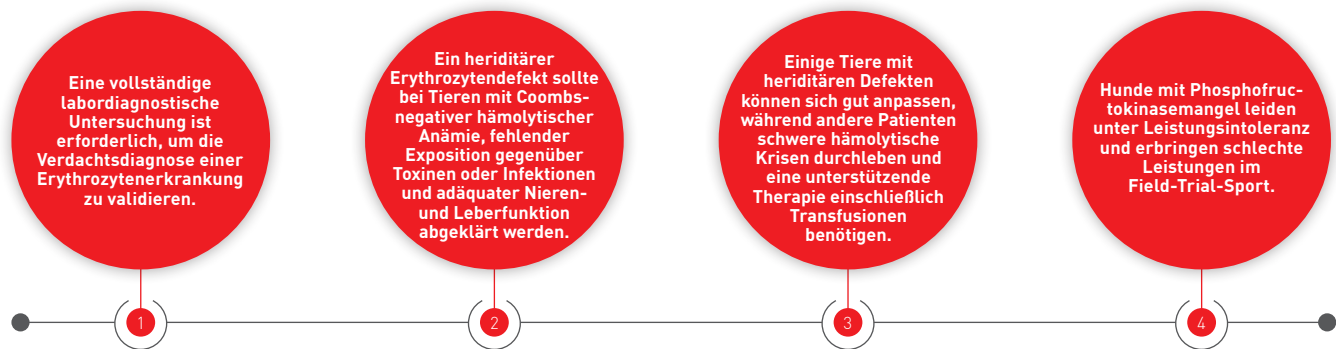 Eine vollständige
labordiagnostische
Untersuchung ist
erforderlich, um die
Verdachtsdiagnose einer
Erythrozytenerkrankung
zu validieren.
Ein heriditärer
Erythrozytendefekt sollte
bei Tieren mit Coombs-
negativer hämolytischer
Anämie, fehlender
Exposition gegenüber
Toxinen oder Infektionen
und adäquater Nieren-
und Leberfunktion
abgeklärt werden.
Einige Tiere mit
heriditären Defekten
können sich gut anpassen,
während andere Patienten
schwere hämolytische
Krisen durchleben und
eine unterstützende
Therapie einschließlich
Transfusionen
benötigen.
Hunde mit Phosphofruc-
tokinasemangel leiden
unter Leistungsintoleranz
und erbringen schlechte
Leistungen im
Field-Trial-Sport.
1
2
3
4